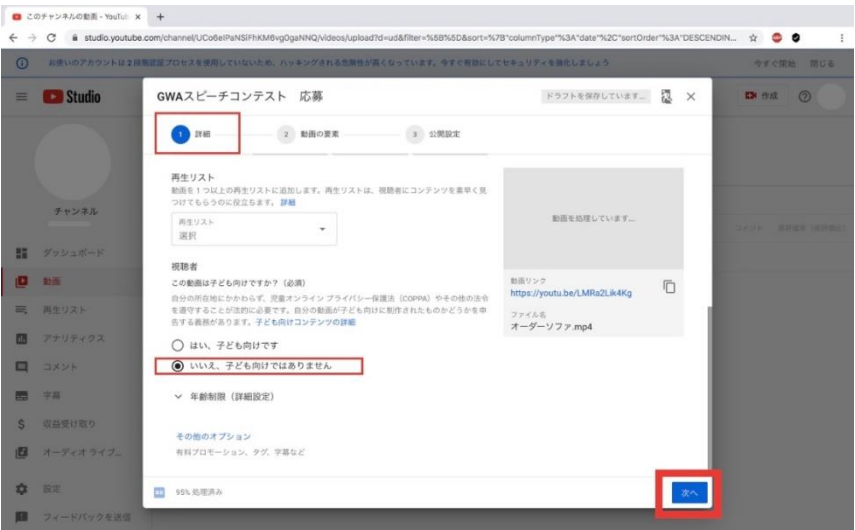 このチャンネルの動画 - YouTub
studio.youtube.com/channel/UCo6eIPaNSiFhKM6vg0gaNNQ/videos/upload?d=ud&filter=%5B%5D&sort=%7B"columnType"%3A"date"%2C"sortOrder"%3A"DESCENDIN...
お使いのアカウントは 2 段階認証プロセスを使用していないため、ハッキングされる危険性が高くなっています。今すぐ有効にしてセキュリティを強化しましょう
今すぐ開始 閉じる
Studio
GWAスピーチコンテスト 応募
ドラフトを保存しています...
作成
1 詳細
2 動画の要素
3 公開設定
チャンネル
ダッシュボード
動画
再生リスト
アナリティクス
コメント
字幕
収益受け取り
オーディオ ライブ...
設定
フィードバックを送信
再生リスト
動画を 1 つ以上の再生リストに追加します。再生リストは、視聴者にコンテンツを素早く見
つけてもらうのに役立ちます。 詳細
再生リスト
選択
視聴者
この動画は子ども向けですか?(必須)
自分の所在地にかかわらず、児童オンライン プライバシー保護法(COPPA)やその他の法令
を遵守することが法的に必要です。自分の動画が子ども向けに制作されたものかどうかを申
告する義務があります。子ども向けコンテンツの詳細
はい、子ども向けです
いいえ、子ども向けではありません
年齢制限(詳細設定)
その他のオプション
有料プロモーション、タグ、字幕など
動画を処理しています...
動画リンク
https://youtu.be/LMRa2Lik4Kg
ファイル名
オーダーソファ.mp4
コメント
95% 処理済み
次へ